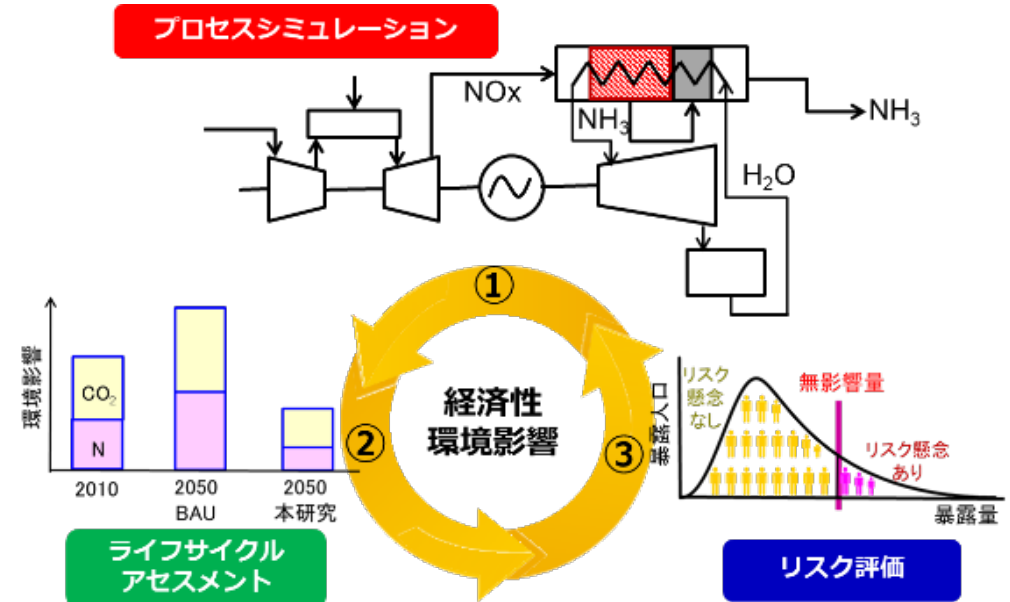 プロセスシミュレーション
NOx
NH₃
NH₃
H₂O
①
②
③
経済性
環境影響
環境影響
CO₂
N
2010
2050
BAU
2050
本研究
ライフサイクル
アセスメント
暴露人口
リスク
懸念
なし
無影響量
リスク懸念
あり
暴露量
リスク評価